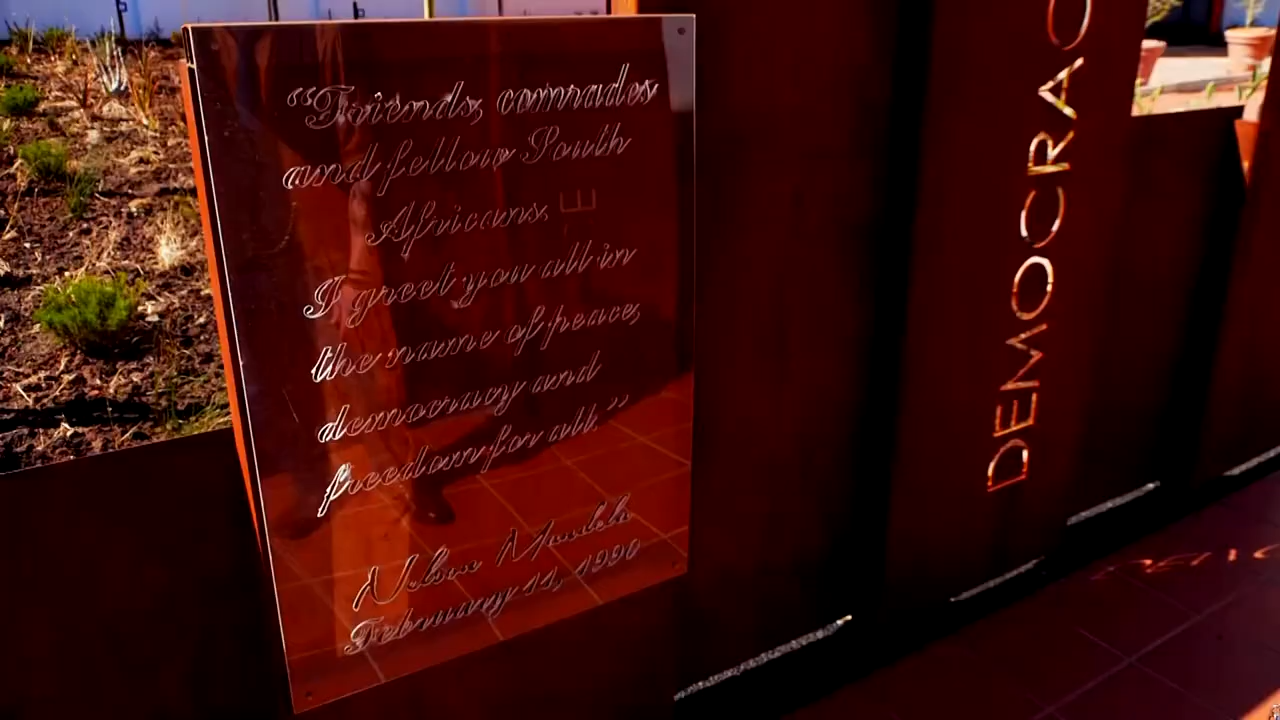 “Friends, comrades
and fellow South
Africans,
I greet you all in
the name of peace,
democracy and
freedom for all.”
Nelson Mandela
February 11, 1990
DEMOCRAC